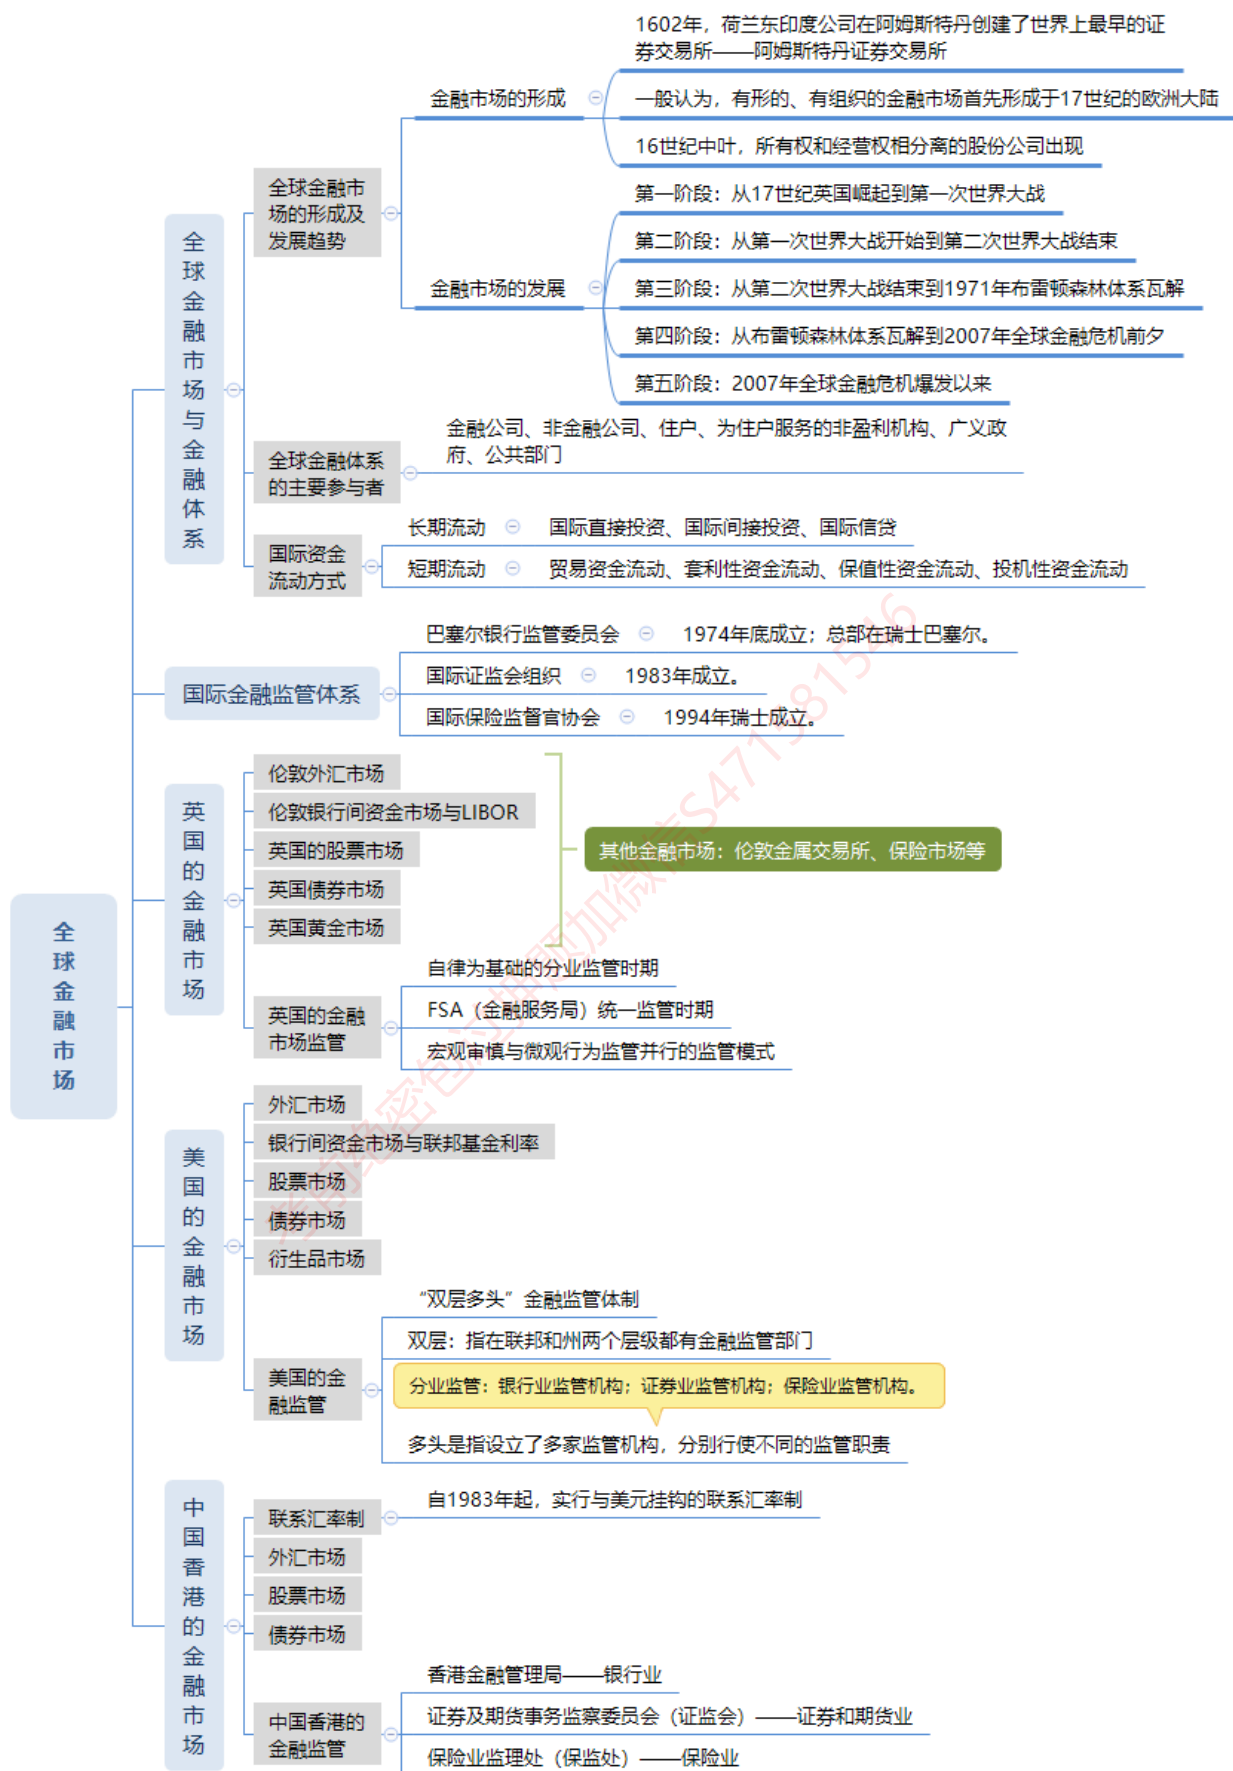 全球金融市场
全球金融市场与金融体系
全球金融市
场的形成及
发展趋势
金融市场的形成
1602年，荷兰东印度公司在阿姆斯特丹创建了世界上最早的证
券交易所——阿姆斯特丹证券交易所
一般认为，有形的、有组织的金融市场首先形成于17世纪的欧洲大陆
16世纪中叶，所有权和经营权相分离的股份公司出现
金融市场的发展
第一阶段：从17世纪英国崛起到第一次世界大战
第二阶段：从第一次世界大战开始到第二次世界大战结束
第三阶段：从第二次世界大战结束到1971年布雷顿森林体系瓦解
第四阶段：从布雷顿森林体系瓦解到2007年全球金融危机前夕
第五阶段：2007年全球金融危机爆发以来
全球金融体系
的主要参与者
金融公司、非金融公司、住户、为住户服务的非盈利机构、广义政
府、公共部门
国际资金
流动方式
长期流动
国际直接投资、国际间接投资、国际信贷
短期流动
贸易资金流动、套利性资金流动、保值性资金流动、投机性资金流动
国际金融监管体系
巴塞尔银行监管委员会
1974年底成立；总部在瑞士巴塞尔。
国际证监会组织
1983年成立。
国际保险监督官协会
1994年瑞士成立。
英国的金融市场
伦敦外汇市场
伦敦银行间资金市场与LIBOR
英国的股票市场
英国债券市场
英国黄金市场
其他金融市场：伦敦金属交易所、保险市场等
英国的金融
市场监管
自律为基础的分业监管时期
FSA（金融服务局）统一监管时期
宏观审慎与微观行为监管并行的监管模式
美国的金融市场
外汇市场
银行间资金市场与联邦基金利率
股票市场
债券市场
衍生品市场
美国的金
融监管
“双层多头”金融监管体制
双层：指在联邦和州两个层级都有金融监管部门
分业监管：银行业监管机构；证券业监管机构；保险业监管机构。
多头是指设立了多家监管机构，分别行使不同的监管职责
中国香港的金融市场
联系汇率制
自1983年起，实行与美元挂钩的联系汇率制
外汇市场
股票市场
债券市场
中国香港的
金融监管
香港金融管理局——银行业
证券及期货事务监察委员会（证监会）——证券和期货业
保险业监理处（保监处）——保险业
考前绝密包过押题加微信S471581546